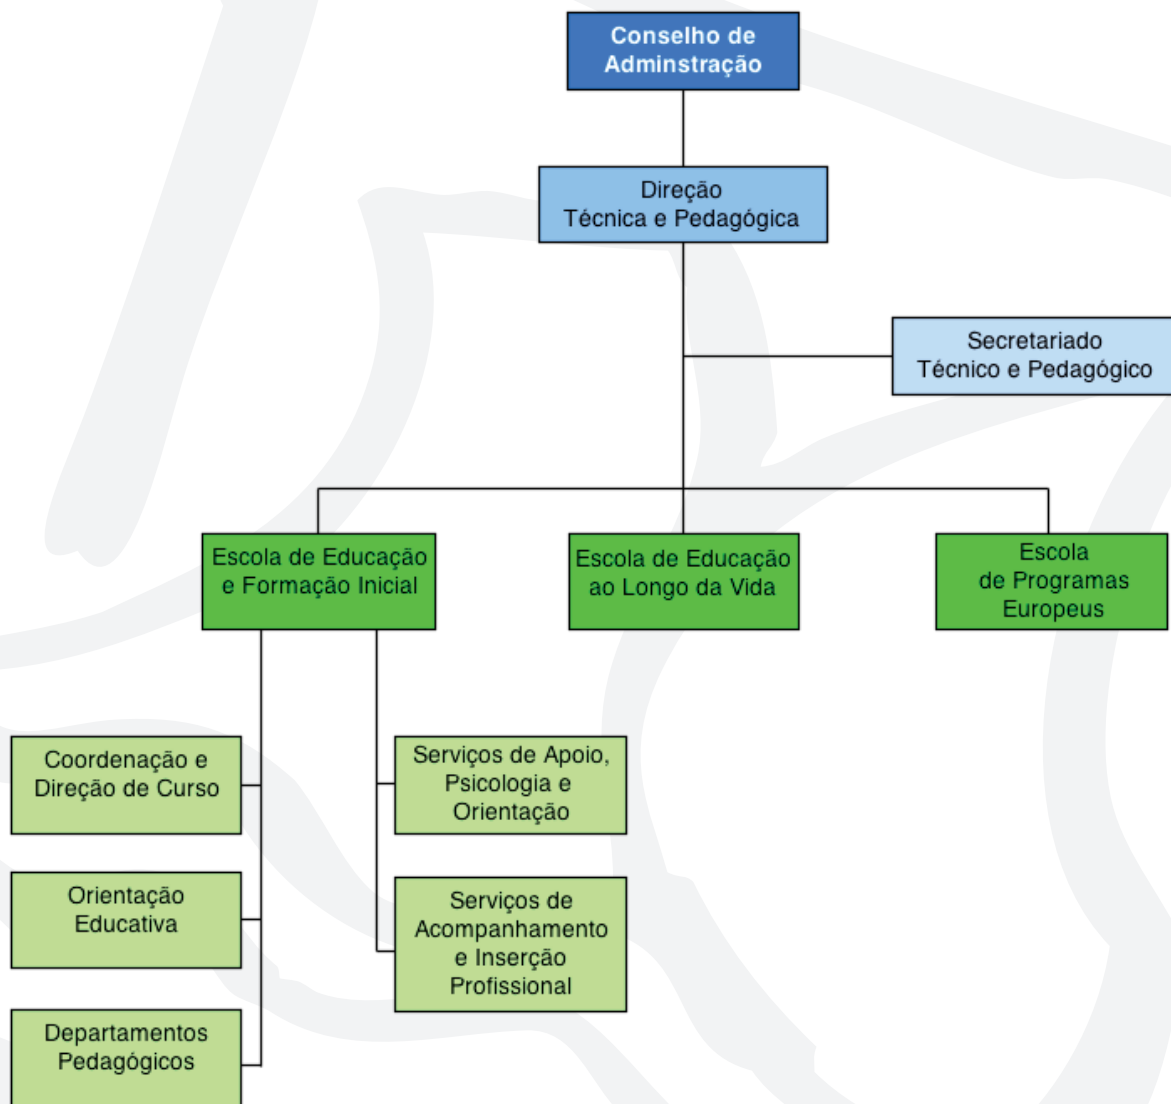 Conselho de
Adminstração
Direção
Técnica e Pedagógica
Secretariado
Técnico e Pedagógico
Escola de Educação
e Formação Inicial
Escola de Educação
ao Longo da Vida
Escola
de Programas
Europeus
Coordenação e
Direção de Curso
Serviços de Apoio,
Psicologia e
Orientação
Orientação
Educativa
Serviços de
Acompanhamento
e Inserção
Profissional
Departamentos
Pedagógicos